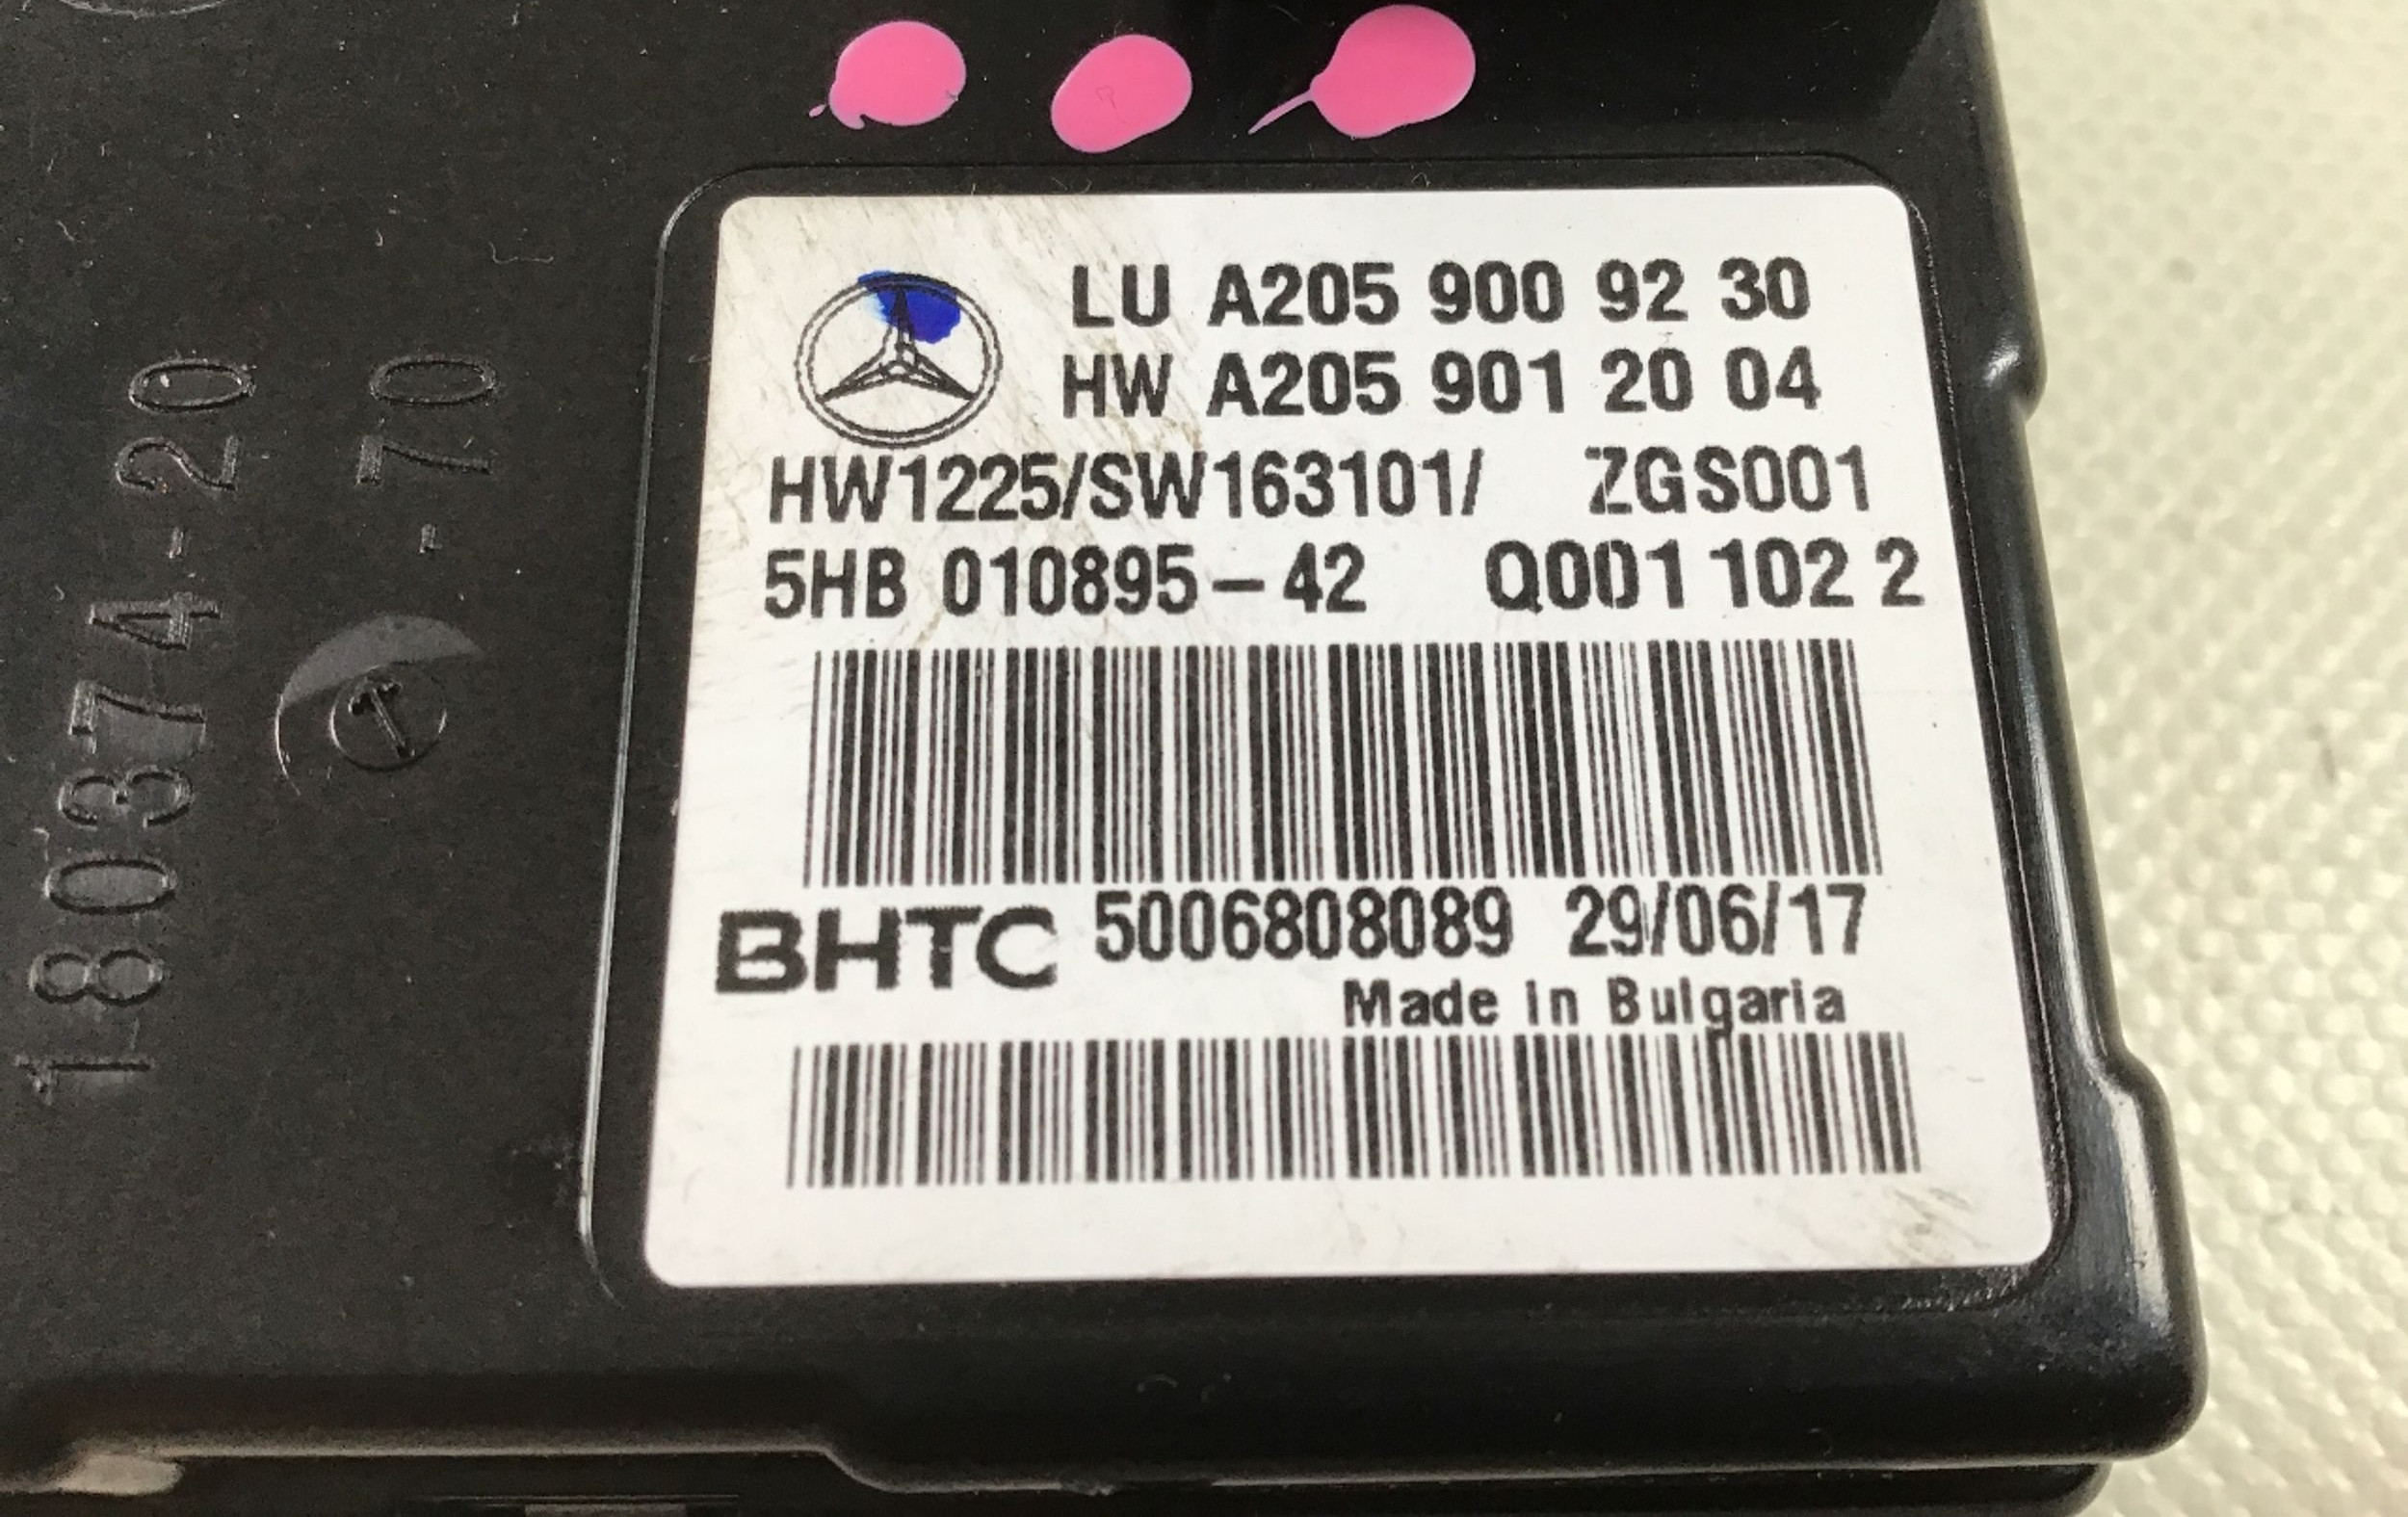 LU A205 900 92 30
HW A205 901 20 04
HW1225/SW163101/ ZGS001
5HB 010895-42 Q001 102 2
BHTC 5006808089 29/06/17
Made in Bulgaria
180374-20
-70